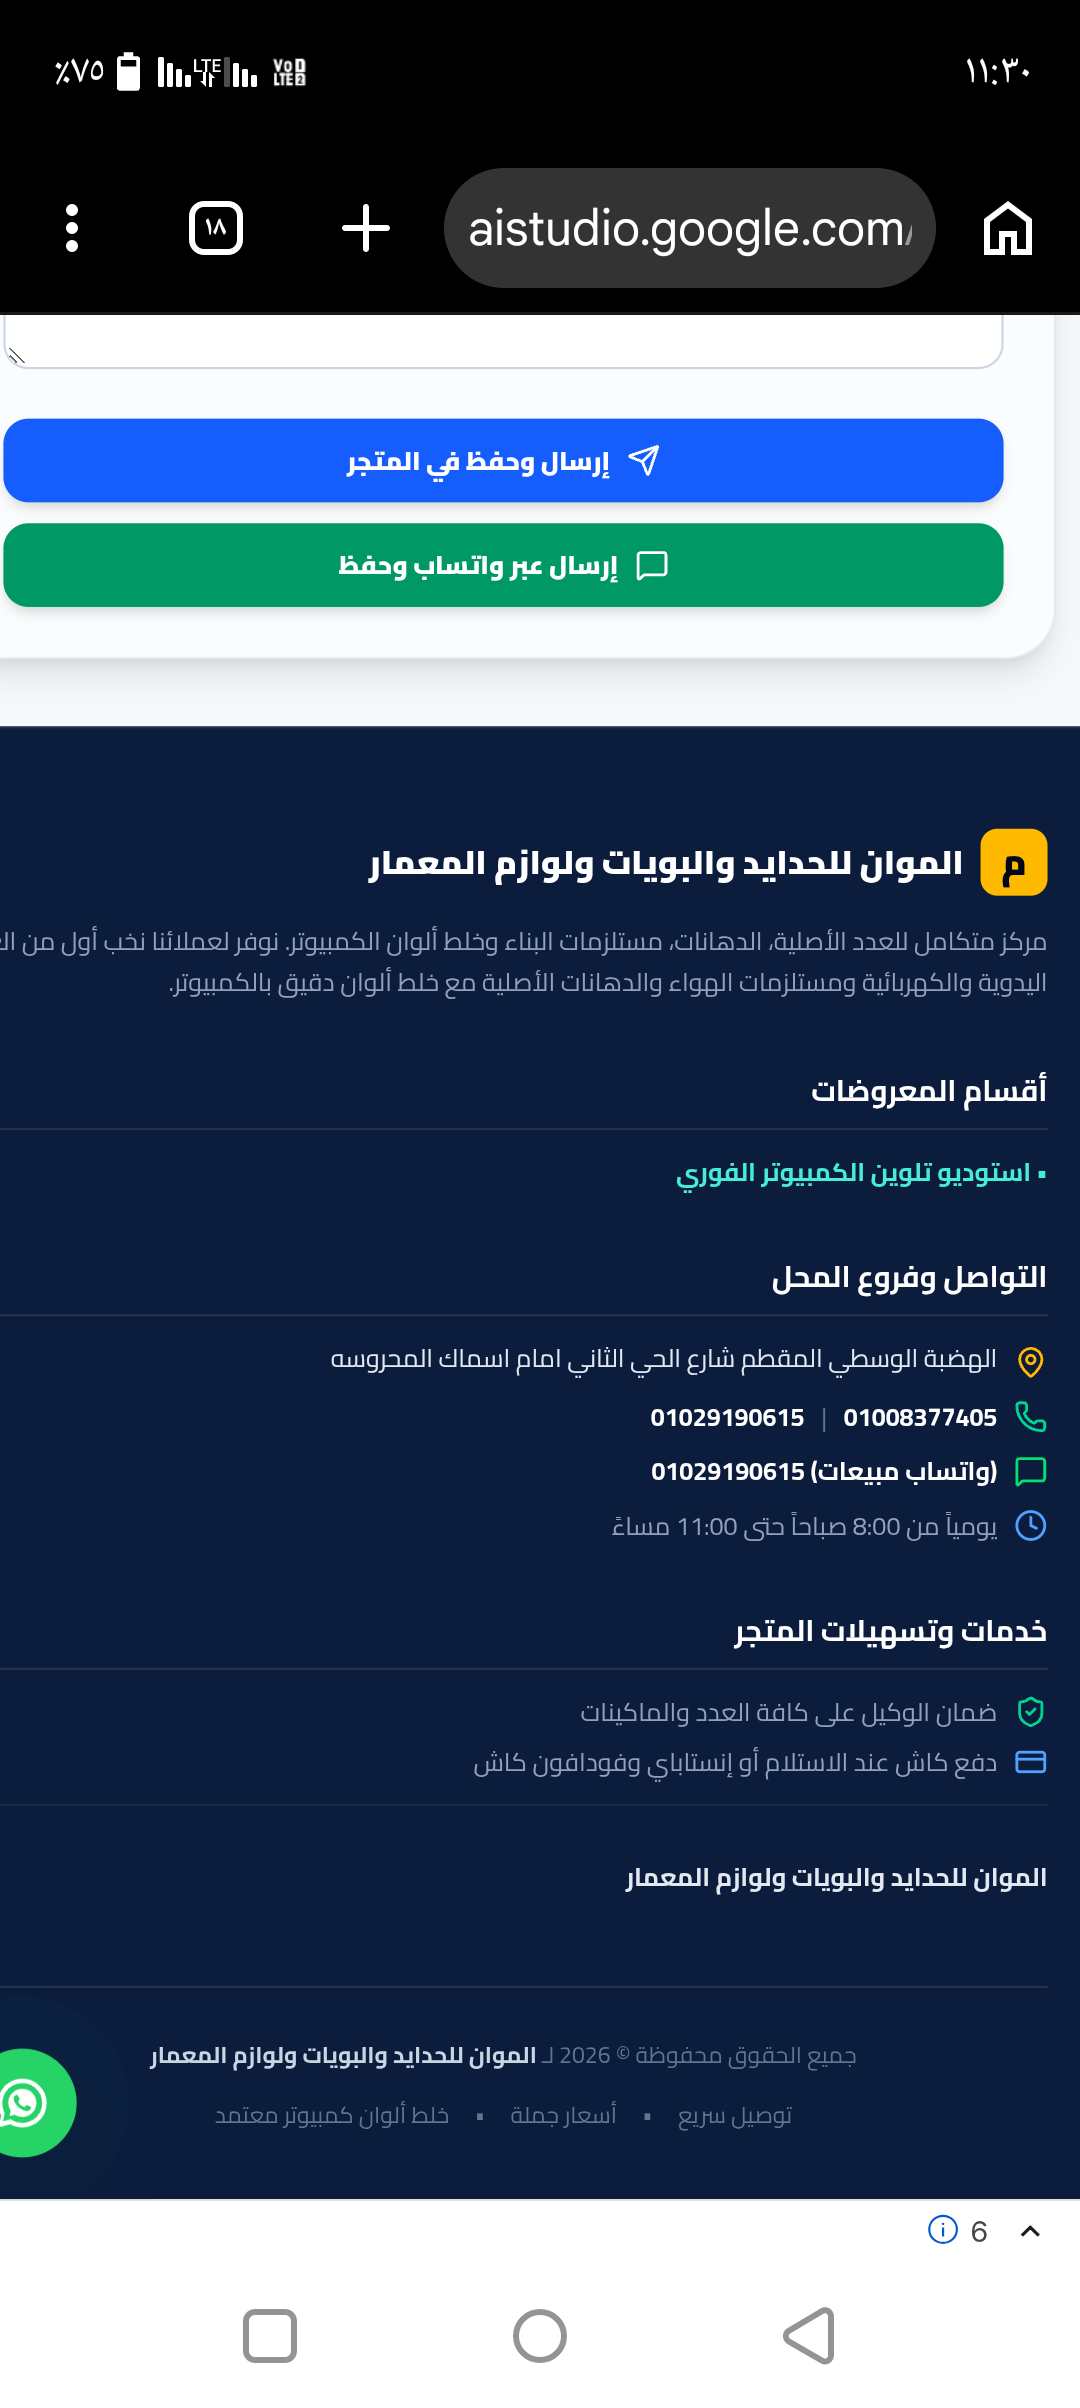 ١١:٣٠
LTE
Vo LTE 1 2
٪٧٥
aistudio.google.com/
١٨
إرسال وحفظ في المتجر
إرسال عبر واتساب وحفظ
م
الموان للحدايد والبويات ولوازم المعمار
مركز متكامل للعدد الأصلية، الدهانات، مستلزمات البناء وخلط ألوان الكمبيوتر. نوفر لعملائنا نخب أول من
اليدوية والكهربائية ومستلزمات الهواء والدهانات الأصلية مع خلط ألوان دقيق بالكمبيوتر.
أقسام المعروضات
▪ استوديو تلوين الكمبيوتر الفوري
التواصل وفروع المحل
الهضبة الوسطي المقطم شارع الحي الثاني امام اسماك المحروسه
01008377405 | 01029190615
(واتساب مبيعات) 01029190615
يومياً من 8:00 صباحاً حتى 11:00 مساءً
خدمات وتسهيلات المتجر
ضمان الوكيل على كافة العدد والماكينات
دفع كاش عند الاستلام أو إنستاباي وفودافون كاش
الموان للحدايد والبويات ولوازم المعمار
جميع الحقوق محفوظة © 2026 لـ الموان للحدايد والبويات ولوازم المعمار
توصيل سريع ▪ أسعار جملة ▪ خلط ألوان كمبيوتر معتمد
6